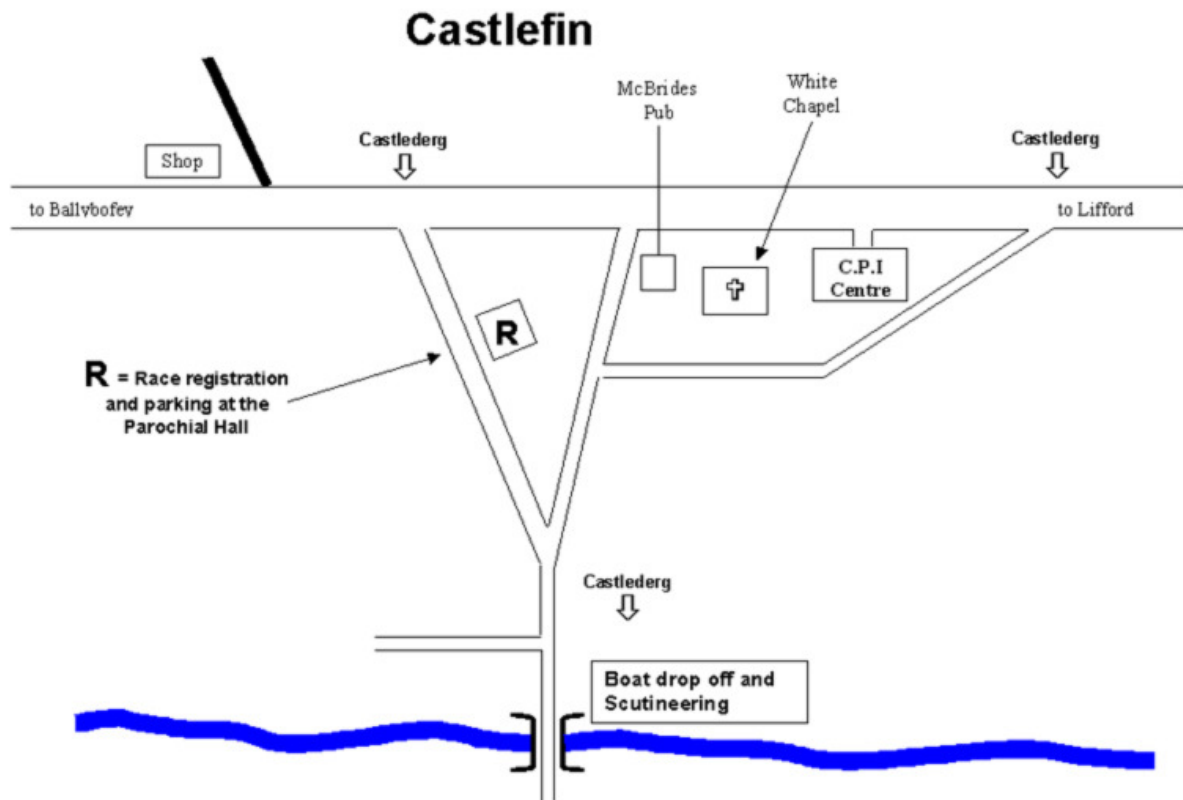 Castlefin
McBrides
Pub
White
Chapel
Castlederg
Castlederg
Shop
to Ballybofey
to Lifford
C.P.I
Centre
R
R = Race registration
and parking at the
Parochial Hall
Castlederg
Boat drop off and
Scutineering